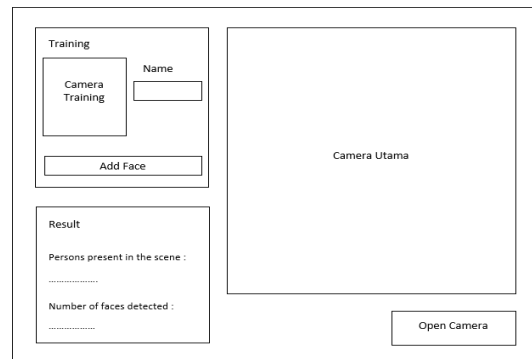 Training
Name
Camera
Training
Add Face
Result
Persons present in the scene :
...................
Number of faces detected :
..................
Camera Utama
Open Camera